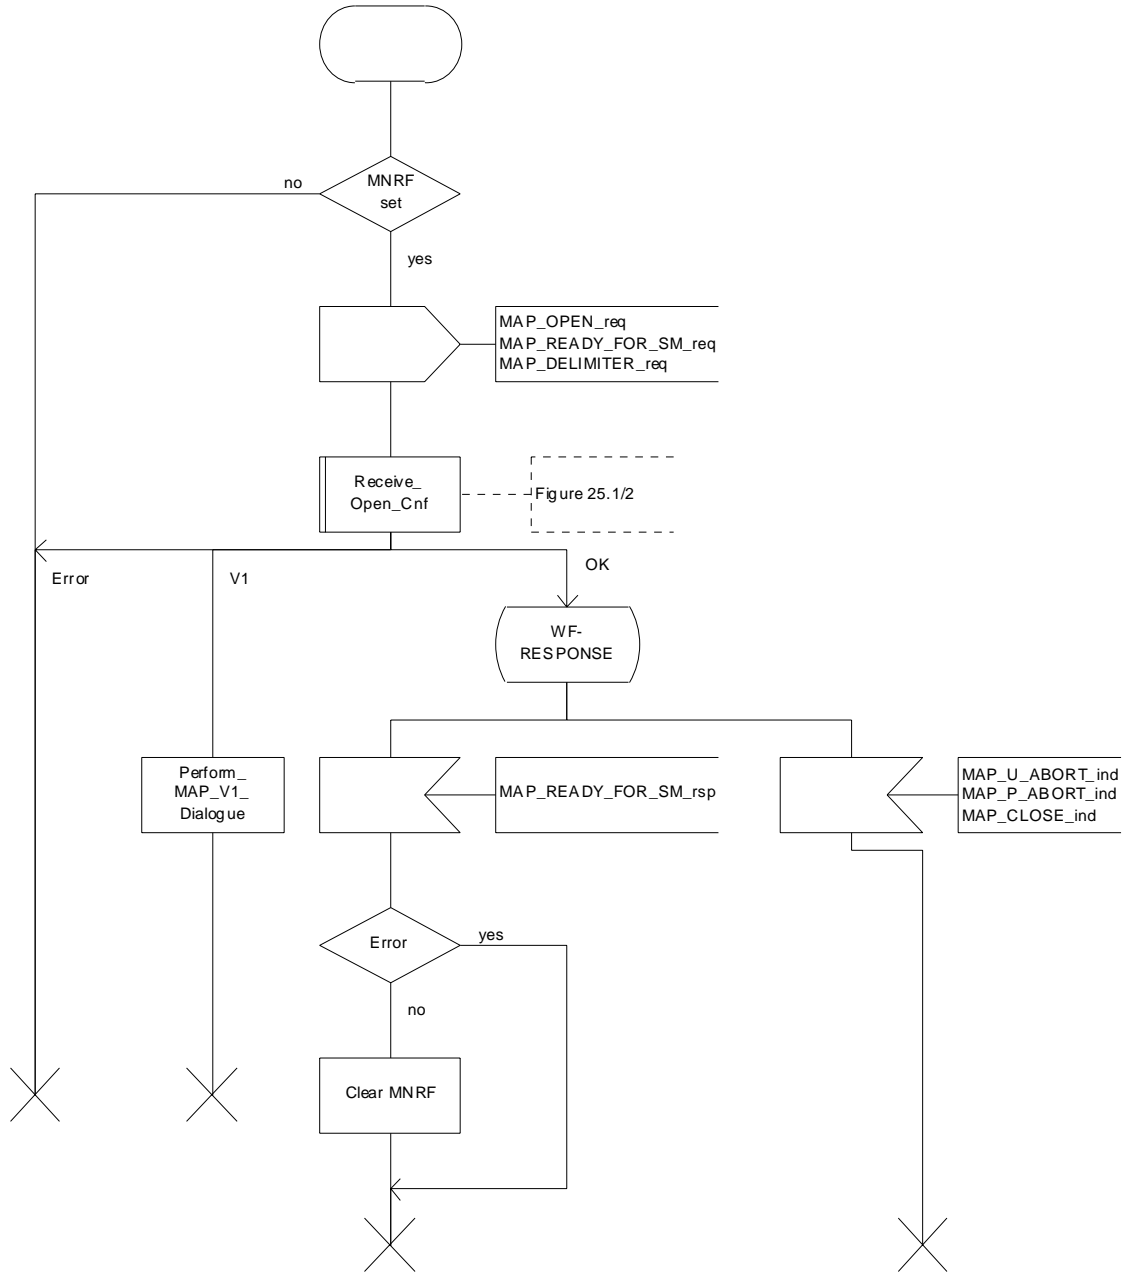 MNRF
set
no
yes
MAP_OPEN_req
MAP_READY_FOR_SM_req
MAP_DELIMITER_req
Receive_
Open_Cnf
Figure 25.1/2
Error
V1
OK
WF-
RESPONSE
Perform_
MAP_V1_
Dialogue
MAP_READY_FOR_SM_rsp
MAP_U_ABORT_ind
MAP_P_ABORT_ind
MAP_CLOSE_ind
Error
yes
no
Clear MNRF